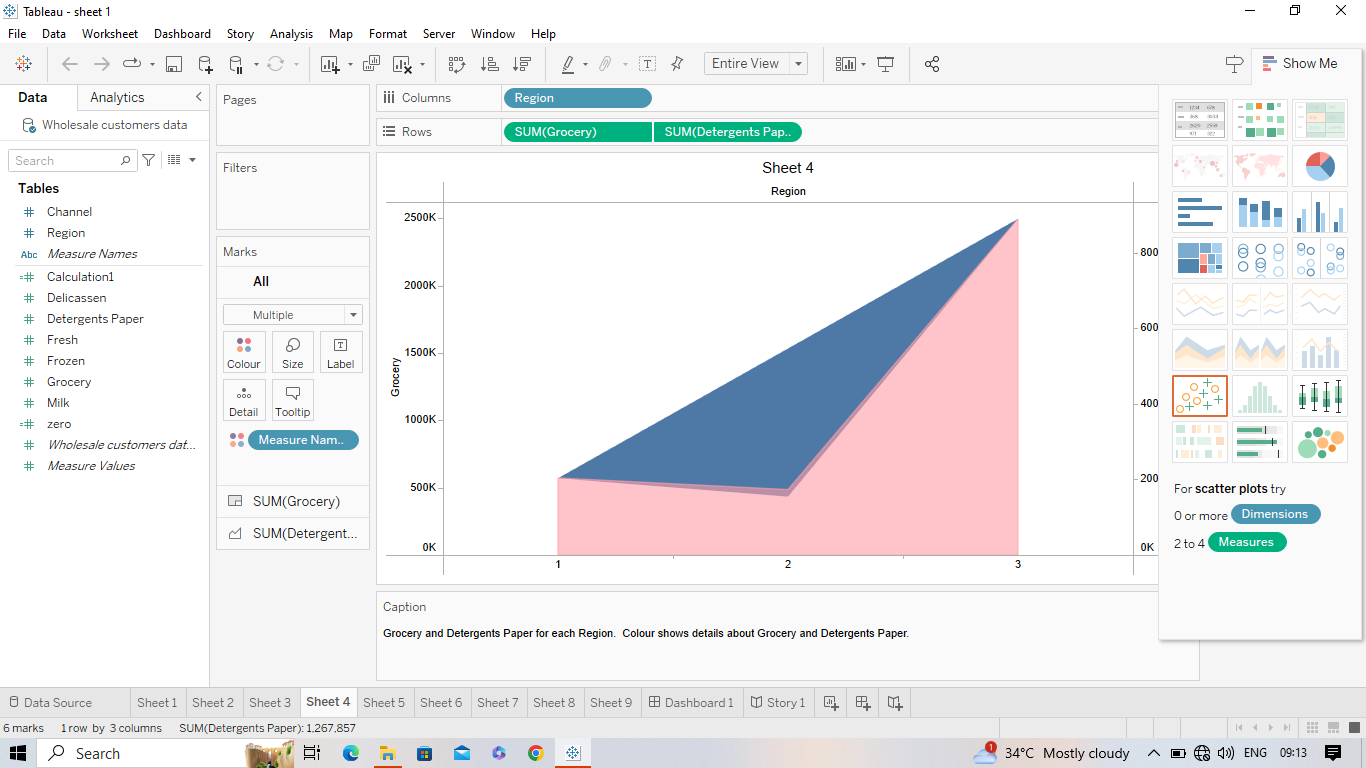 Tableau - sheet 1
File Data Worksheet Dashboard Story Analysis Map Format Server Window Help
Entire View
Show Me
Data Analytics
Wholesale customers data
Search
Tables
Channel
Region
Abc Measure Names
Calculation1
Delicassen
Detergents Paper
Fresh
Frozen
Grocery
Milk
zero
Wholesale customers dat...
Measure Values
Pages
Filters
Marks
All
Multiple
Colour Size Label
Detail Tooltip
Measure Nam..
SUM(Grocery)
SUM(Detergent...
Columns Region
Rows SUM(Grocery) SUM(Detergents Pap..
Sheet 4
Region
2500K
2000K
1500K
1000K
500K
0K
Grocery
1 2 3
800
600
400
200
0K
For scatter plots try
0 or more Dimensions
2 to 4 Measures
Caption
Grocery and Detergents Paper for each Region. Colour shows details about Grocery and Detergents Paper.
Data Source Sheet 1 Sheet 2 Sheet 3 Sheet 4 Sheet 5 Sheet 6 Sheet 7 Sheet 8 Sheet 9 Dashboard 1 Story 1
6 marks 1 row by 3 columns SUM(Detergents Paper): 1,267,857
Search 1 34°C Mostly cloudy ENG 09:13